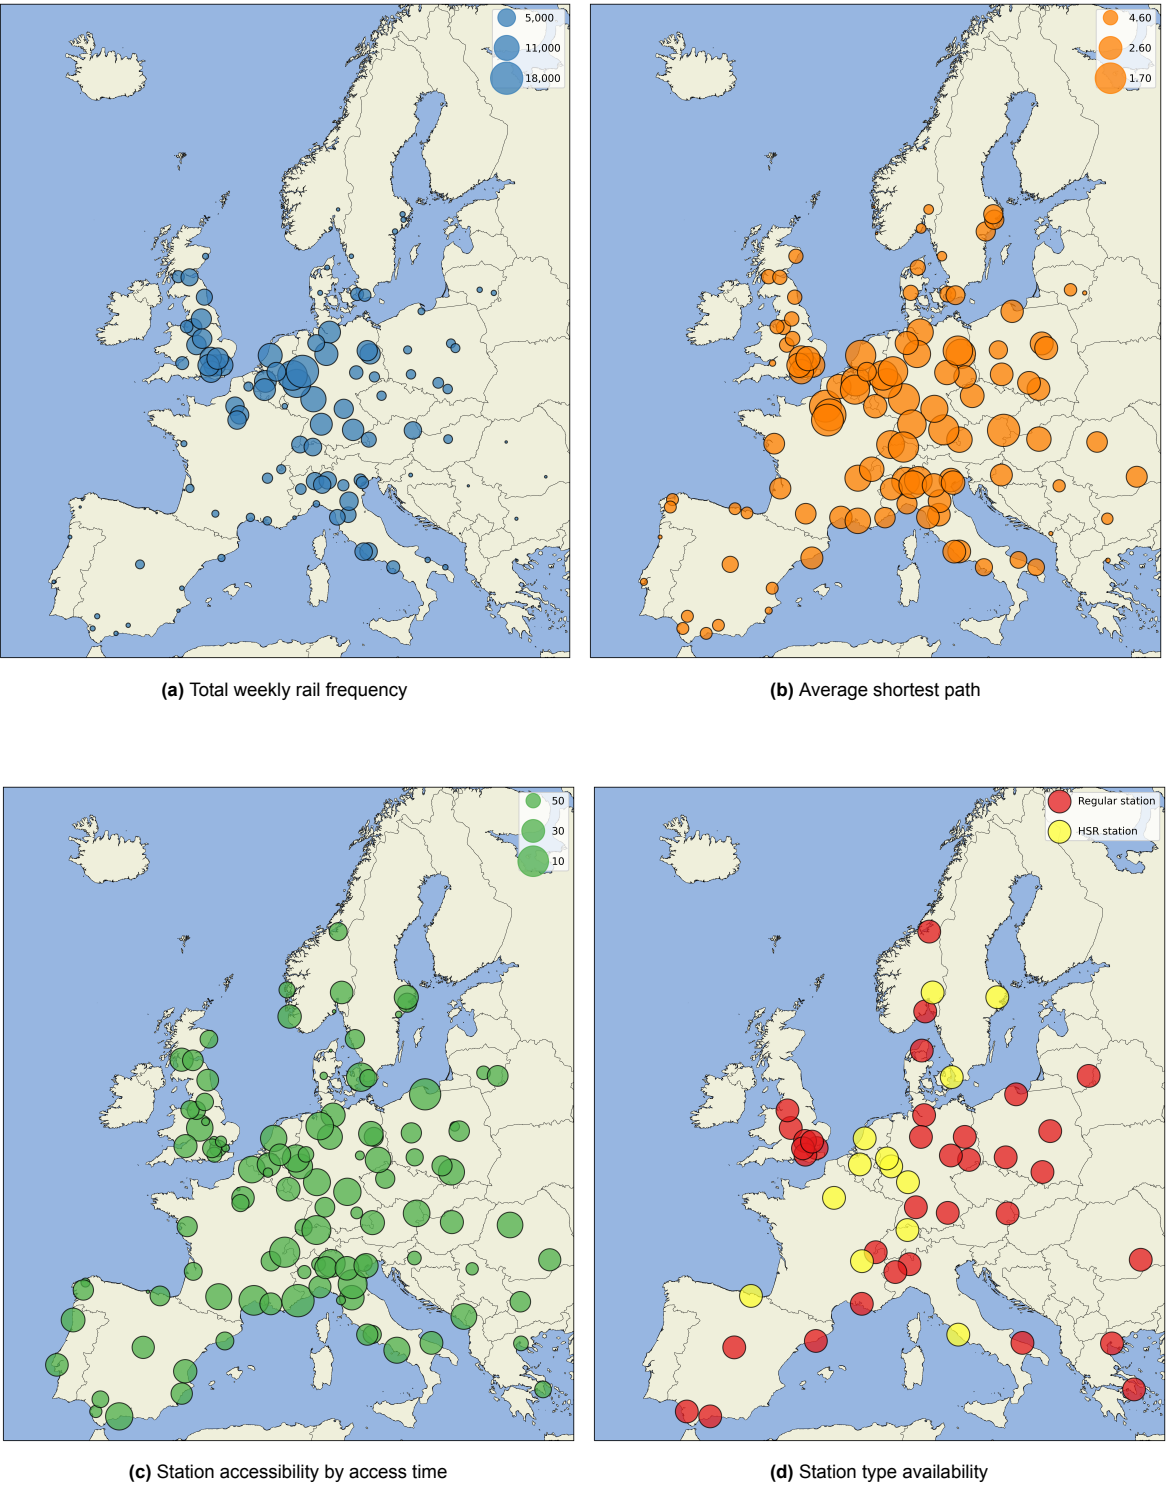 5,000
11,000
18,000
4.60
2.60
1.70
(a) Total weekly rail frequency
(b) Average shortest path
50
30
10
Regular station
HSR station
(c) Station accessibility by access time
(d) Station type availability